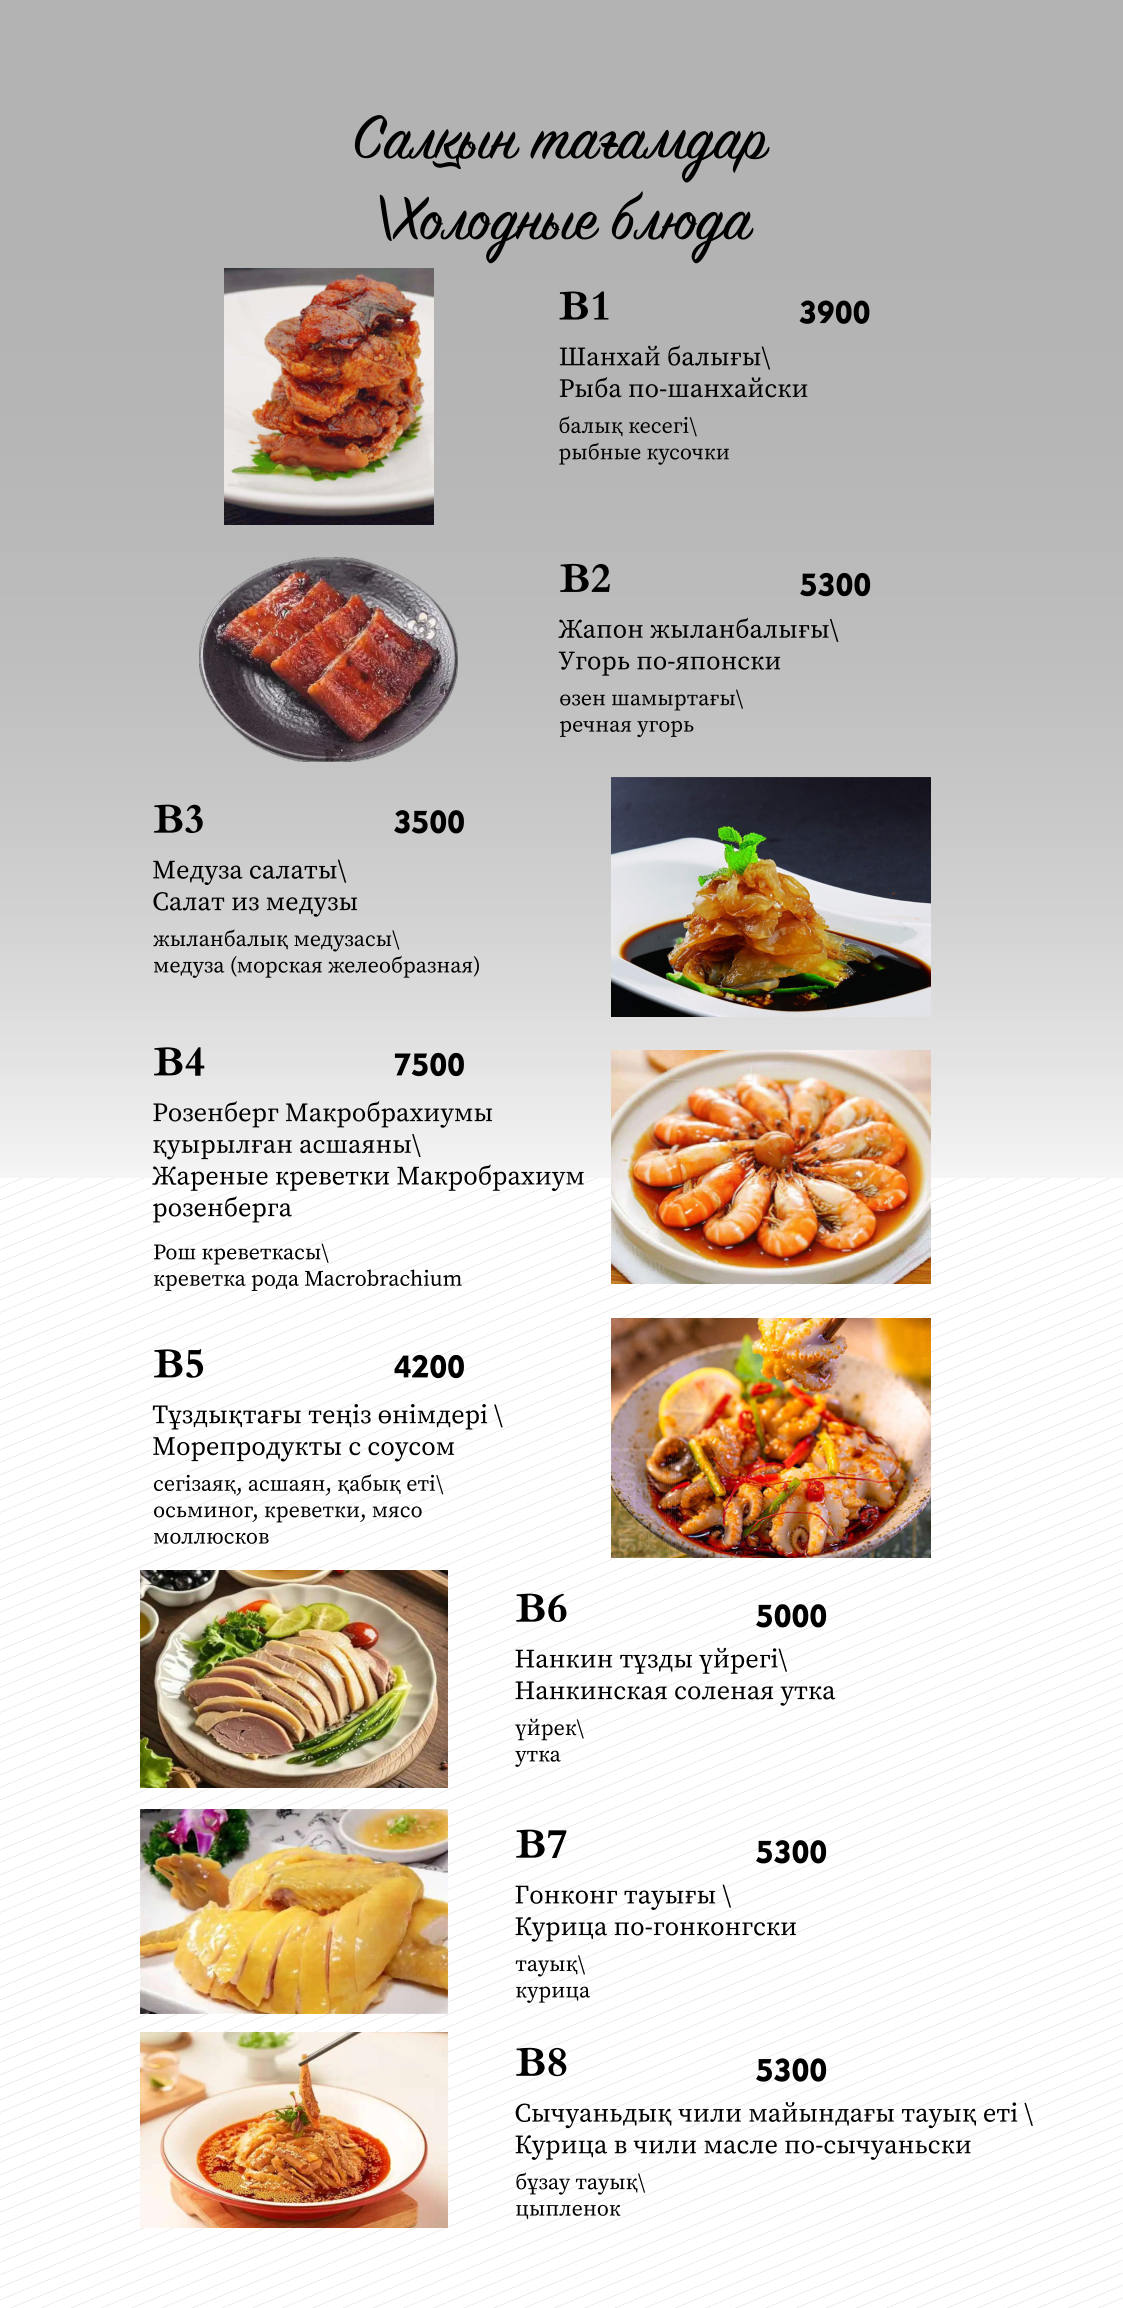 Салқын тағамдар
\Холодные блюда
B1 3900
Шанхай балығы\
Рыба по-шанхайски
балық кесегі\
рыбные кусочки
B2 5300
Жапон жыланбалығы\
Угорь по-японски
өзен шамыртағы\
речная угорь
B3 3500
Медуза салаты\
Салат из медузы
жыланбалық медузасы\
медуза (морская желеобразная)
B4 7500
Розенберг Макробрахиумы
қуырылған асшаяны\
Жареные креветки Макробрахиум
розенберга
Рош креветкасы\
креветка рода Macrobrachium
B5 4200
Тұздықтағы теңіз өнімдері \
Морепродукты с соусом
сегізаяқ, асшаян, қабық еті\
осьминог, креветки, мясо
моллюсков
B6 5000
Нанкин тұзды үйрегі\
Нанкинская соленая утка
үйрек\
утка
B7 5300
Гонконг тауығы \
Курица по-гонконгски
тауық\
курица
B8 5300
Сычуаньдық чили майындағы тауық еті \
Курица в чили масле по-сычуаньски
бұзау тауық\
цыпленок